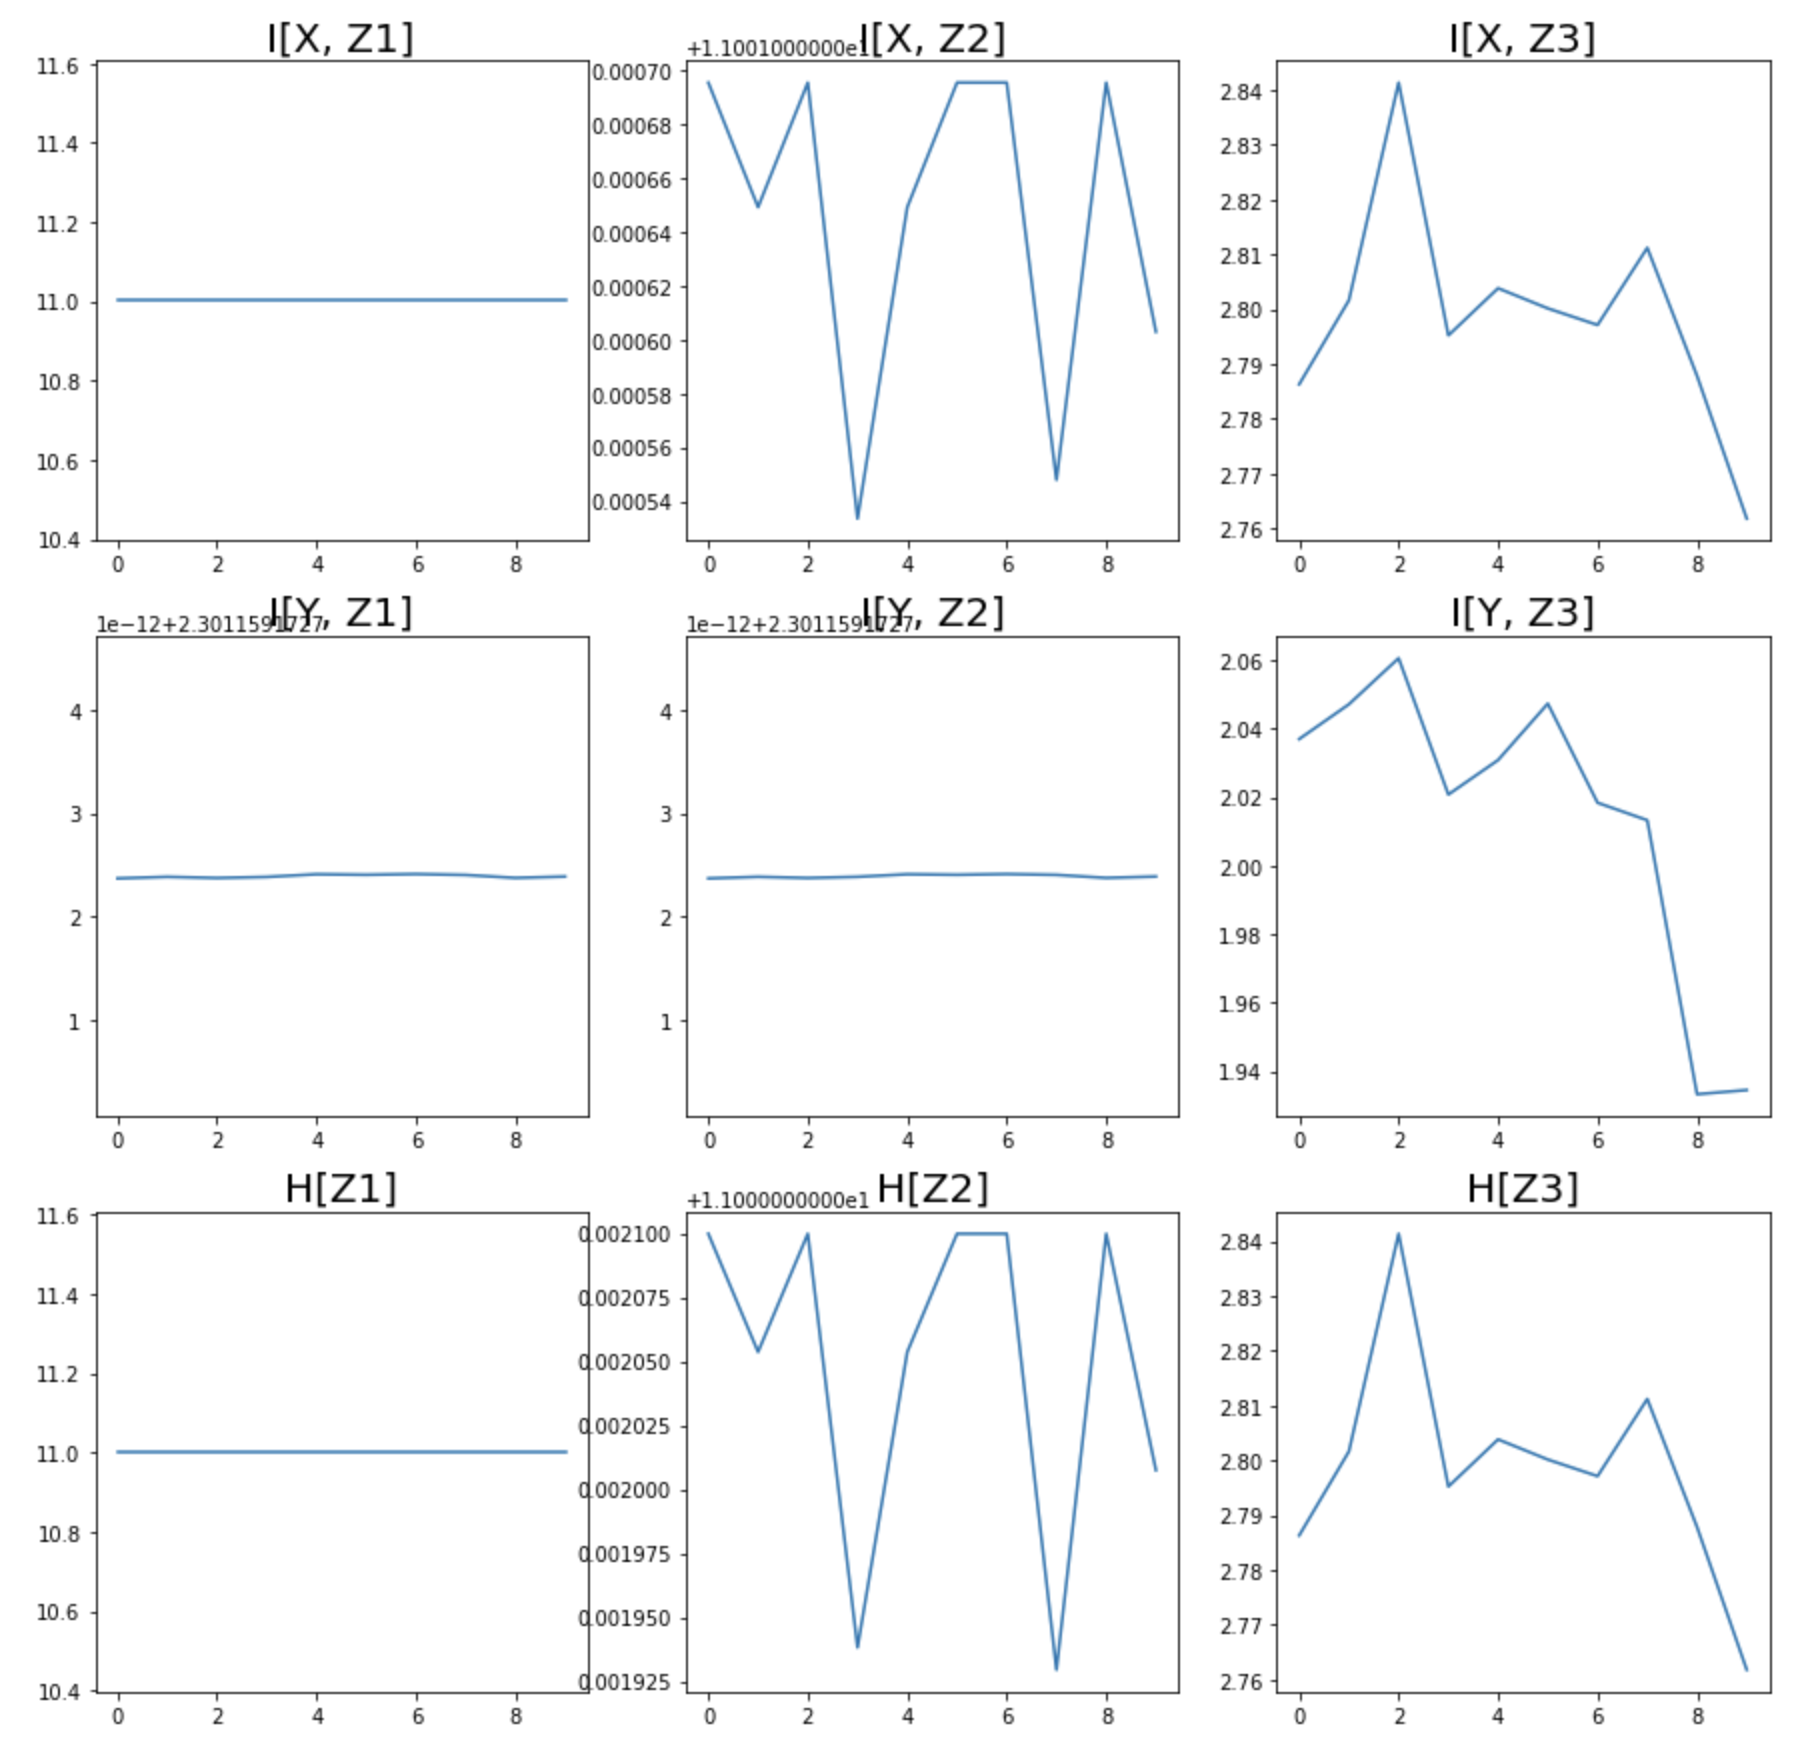 I[X, Z1]
11.6
11.4
11.2
11.0
10.8
10.6
10.4
0 2 4 6 8
+1.1001000000e1
I[X, Z2]
0.00070
0.00068
0.00066
0.00064
0.00062
0.00060
0.00058
0.00056
0.00054
0 2 4 6 8
I[X, Z3]
2.84
2.83
2.82
2.81
2.80
2.79
2.78
2.77
2.76
0 2 4 6 8
I[Y, Z1]
1e−12+2.3011591727
4
3
2
1
0 2 4 6 8
I[Y, Z2]
1e−12+2.3011591727
4
3
2
1
0 2 4 6 8
I[Y, Z3]
2.06
2.04
2.02
2.00
1.98
1.96
1.94
0 2 4 6 8
H[Z1]
11.6
11.4
11.2
11.0
10.8
10.6
10.4
0 2 4 6 8
+1.1000000000e1
H[Z2]
0.002100
0.002075
0.002050
0.002025
0.002000
0.001975
0.001950
0.001925
0 2 4 6 8
H[Z3]
2.84
2.83
2.82
2.81
2.80
2.79
2.78
2.77
2.76
0 2 4 6 8